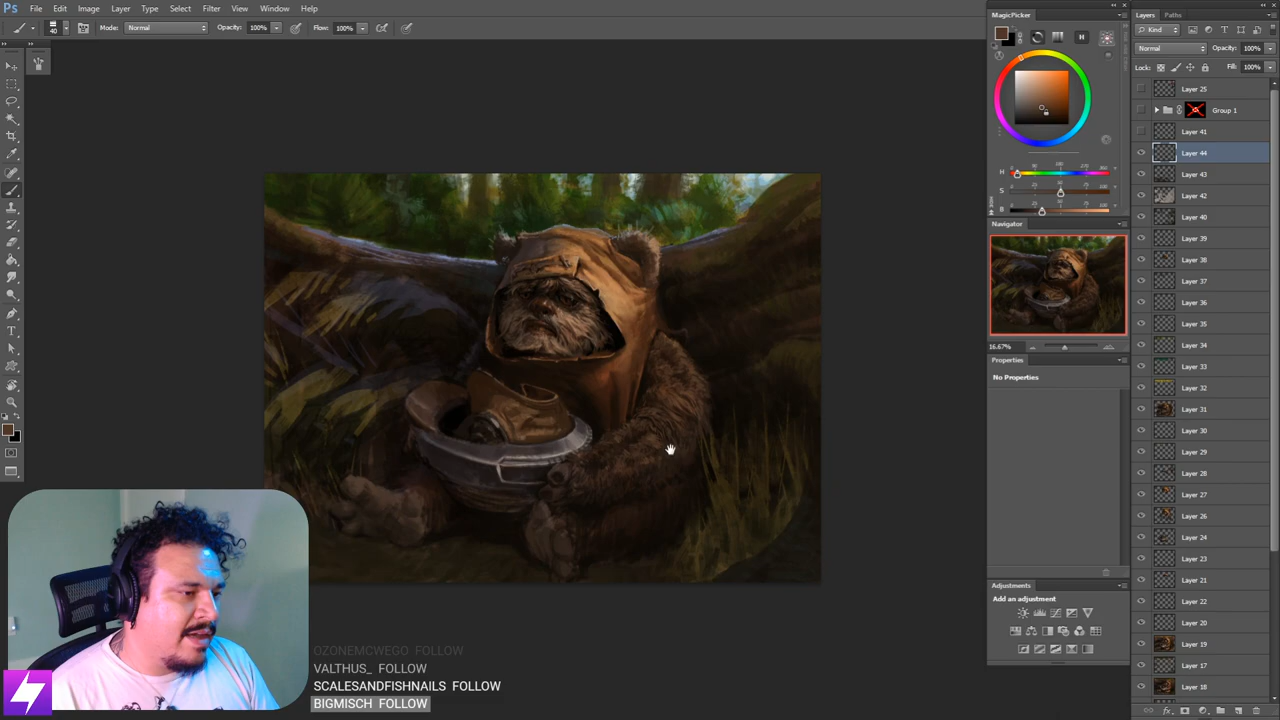 Ps File Edit Image Layer Type Select Filter View Window Help
40 Mode: Normal Opacity: 100% Flow: 100%
MagicPicker
H
S
B
Navigator
16.67%
Properties
No Properties
Adjustments
Add an adjustment
Layers Paths
Kind
Normal Opacity: 100%
Lock: Fill: 100%
Layer 25
Group 1
Layer 41
Layer 44
Layer 43
Layer 42
Layer 40
Layer 39
Layer 38
Layer 37
Layer 36
Layer 35
Layer 34
Layer 33
Layer 32
Layer 31
Layer 30
Layer 29
Layer 28
Layer 27
Layer 26
Layer 24
Layer 23
Layer 21
Layer 22
Layer 20
Layer 19
Layer 17
Layer 18
OZONEMCWEGO FOLLOW
VALTHUS_ FOLLOW
SCALESANDFISHNAILS FOLLOW
BIGMISCH FOLLOW